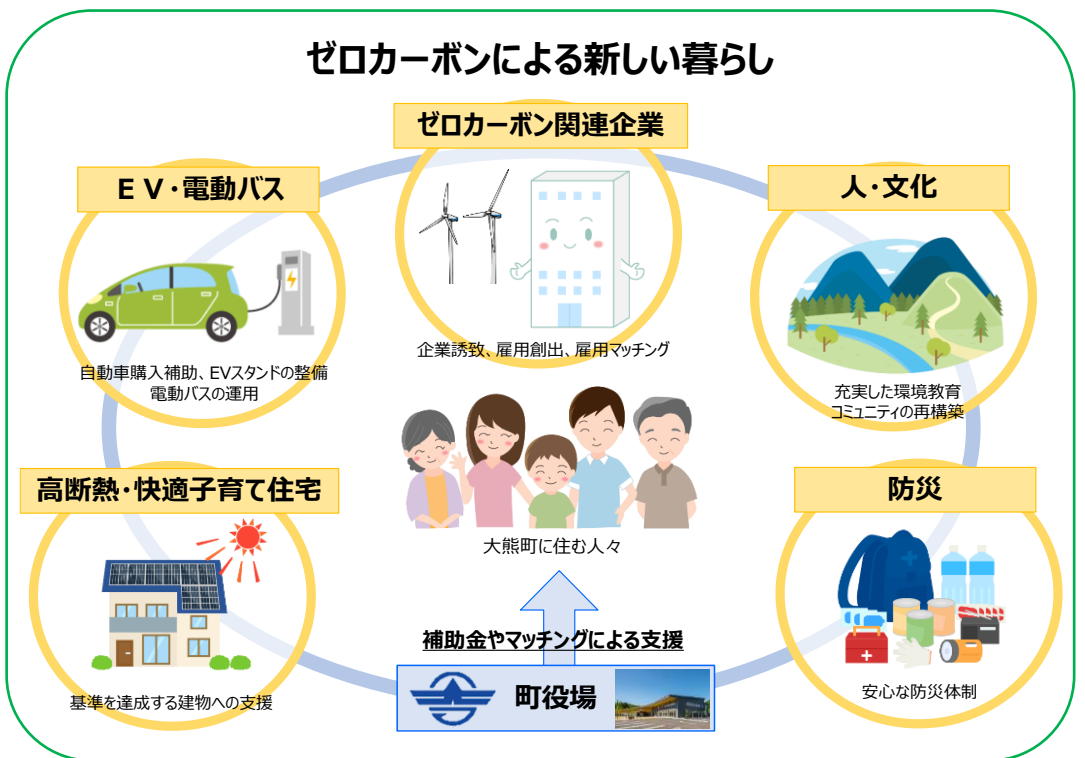 ゼロカーボンによる新しい暮らし
ゼロカーボン関連企業
企業誘致、雇用創出、雇用マッチング
EV・電動バス
自動車購入補助、EVスタンドの整備
電動バスの運用
人・文化
充実した環境教育
コミュニティの再構築
高断熱・快適子育て住宅
基準を達成する建物への支援
大熊町に住む人々
防災
安心な防災体制
補助金やマッチングによる支援
町役場